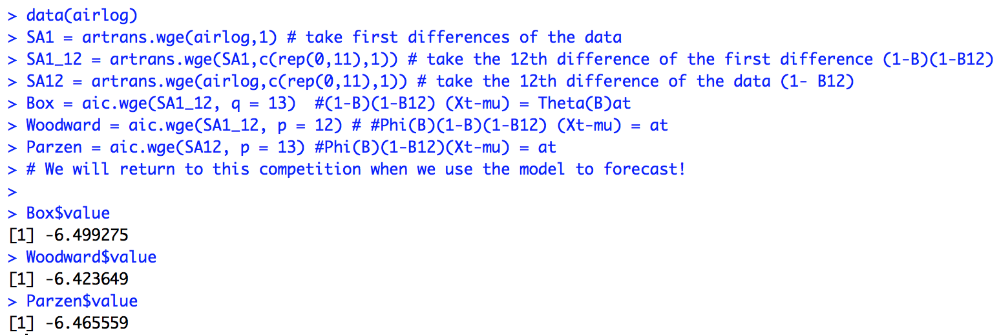 > data(airlog)
> SA1 = artrans.wge(airlog,1) # take first differences of the data
> SA1_12 = artrans.wge(SA1,c(rep(0,11),1)) # take the 12th difference of the first difference (1-B)(1-B12)
> SA12 = artrans.wge(airlog,c(rep(0,11),1)) # take the 12th difference of the data (1- B12)
> Box = aic.wge(SA1_12, q = 13)  #(1-B)(1-B12) (Xt-mu) = Theta(B)at
> Woodward = aic.wge(SA1_12, p = 12) # #Phi(B)(1-B)(1-B12) (Xt-mu) = at
> Parzen = aic.wge(SA12, p = 13) #Phi(B)(1-B12)(Xt-mu) = at
> # We will return to this competition when we use the model to forecast!
>
> Box$value
[1] -6.499275
> Woodward$value
[1] -6.423649
> Parzen$value
[1] -6.465559